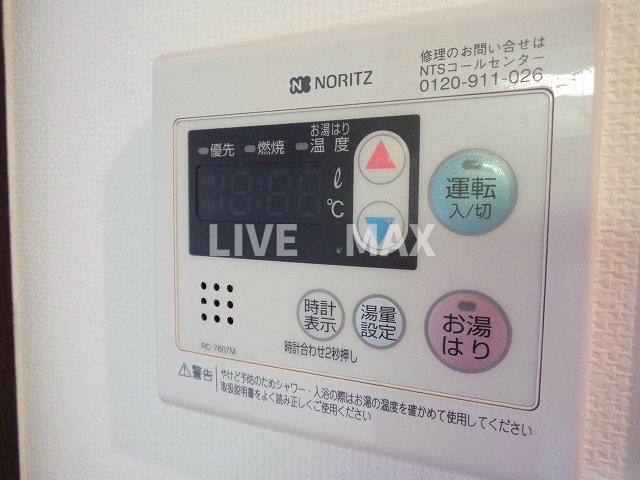 NORITZ
修理のお問い合せは
NTSコールセンター
0120-911-026
優先 燃焼 お湯はり
温度
ℓ
℃
運転
入/切
LIVE MAX
時計
表示
湯量
設定
お湯
はり
時計合わせ2秒押し
RC-7607M
⚠警告
やけど予防のためシャワー・入浴の際はお湯の温度を確かめて使用してください
取扱説明書をよく読み正しくご使用ください